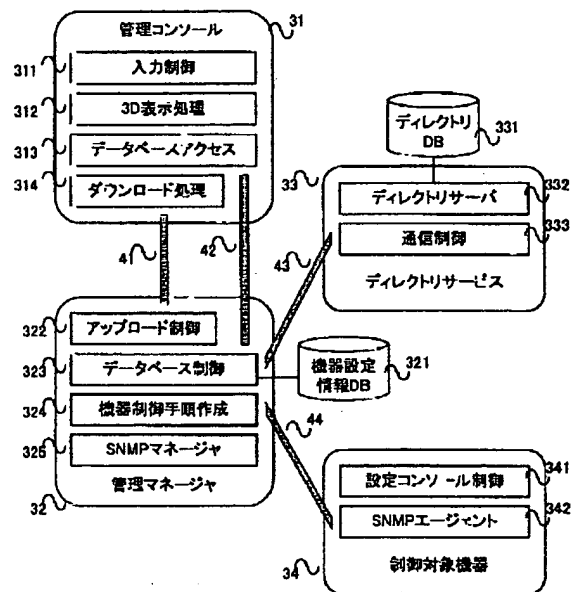 管理コンソール
31
311
入力制御
312
3D表示処理
313
データベースアクセス
314
ダウンロード処理
41
42
ディレクトリ
DB
331
33
ディレクトリサーバ
332
通信制御
333
ディレクトリサービス
43
322
アップロード制御
323
データベース制御
324
機器制御手順作成
325
SNMPマネージャ
管理マネージャ
32
機器設定
情報DB
321
44
設定コンソール制御
341
SNMPエージェント
342
制御対象機器
34